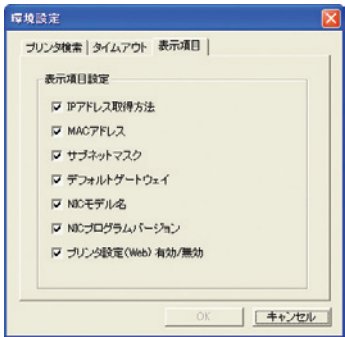 環境設定
プリンタ検索 タイムアウト 表示項目
表示項目設定
IPアドレス取得方法
MACアドレス
サブネットマスク
デフォルトゲートウェイ
NICモデル名
NICプログラムバージョン
プリンタ設定(Web) 有効/無効
OK キャンセル